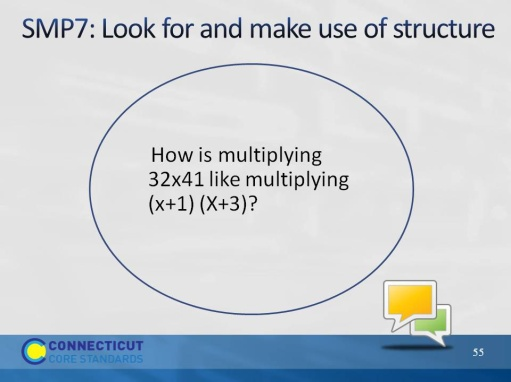 SMP7: Look for and make use of structure
How is multiplying
32x41 like multiplying
(x+1) (X+3)?
CONNECTICUT
CORE STANDARDS
55